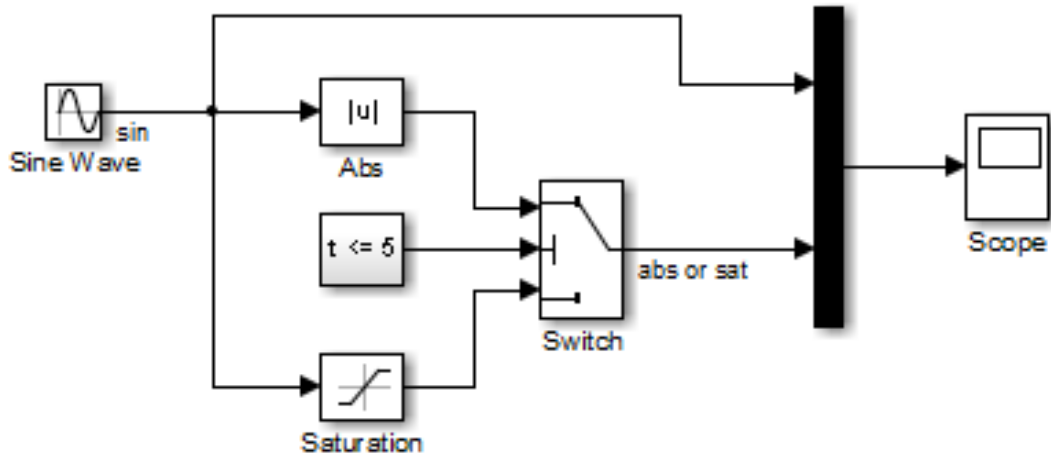 sin
Sine Wave
|u|
Abs
t <= 5
abs or sat
Switch
Scope
Saturation